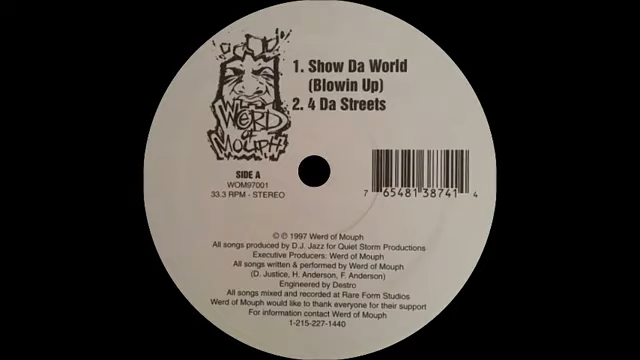 WERD
of
MOUPH
1. Show Da World
(Blowin Up)
2. 4 Da Streets
SIDE A
WOM97001
33.3 RPM - STEREO
7 65481 38741 4
© ℗ 1997 Werd of Mouph
All songs produced by D.J. Jazz for Quiet Storm Productions
Executive Producers: Werd of Mouph
All songs written & performed by Werd of Mouph
(D. Justice, H. Anderson, F. Anderson)
Engineered by Destro
All songs mixed and recorded at Rare Form Studios
Werd of Mouph would like to thank everyone for their support
For information contact Werd of Mouph
1-215-227-1440